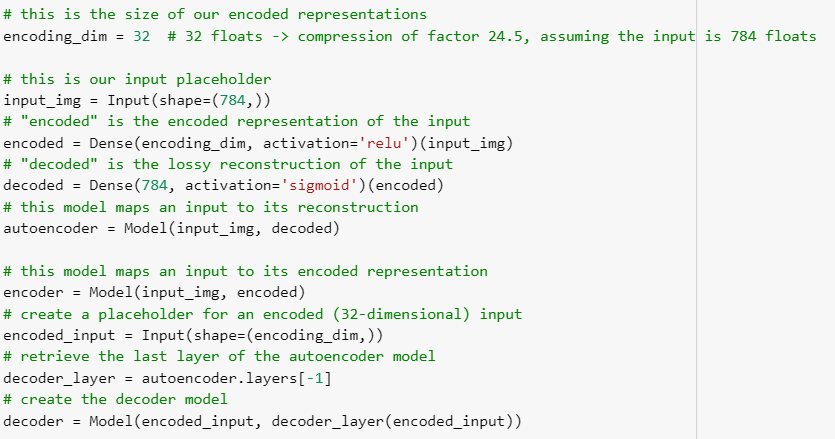 # this is the size of our encoded representations
encoding_dim = 32  # 32 floats -> compression of factor 24.5, assuming the input is 784 floats
# this is our input placeholder
input_img = Input(shape=(784,))
# "encoded" is the encoded representation of the input
encoded = Dense(encoding_dim, activation='relu')(input_img)
# "decoded" is the lossy reconstruction of the input
decoded = Dense(784, activation='sigmoid')(encoded)
# this model maps an input to its reconstruction
autoencoder = Model(input_img, decoded)
# this model maps an input to its encoded representation
encoder = Model(input_img, encoded)
# create a placeholder for an encoded (32-dimensional) input
encoded_input = Input(shape=(encoding_dim,))
# retrieve the last layer of the autoencoder model
decoder_layer = autoencoder.layers[-1]
# create the decoder model
decoder = Model(encoded_input, decoder_layer(encoded_input))